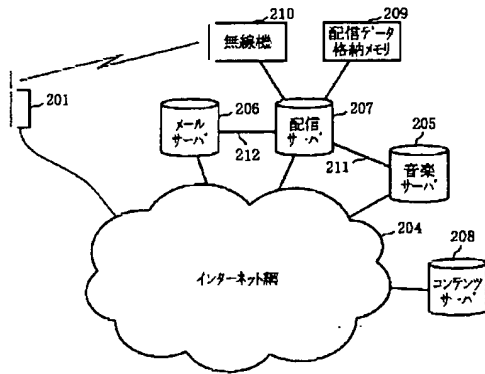 210
無線機
209
配信データ
格納メモリ
201
206
メール
サーバ
207
配信
サーバ
205
音楽
サーバ
212
211
204
インターネット網
208
コンテンツ
サーバ